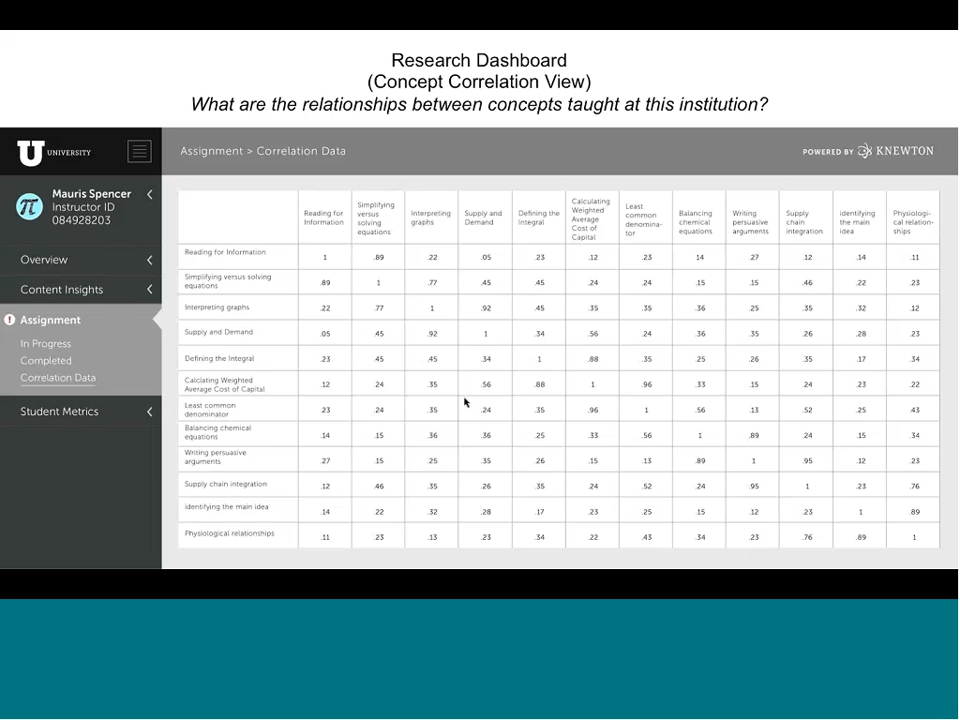 Research Dashboard
(Concept Correlation View)
What are the relationships between concepts taught at this institution?
U UNIVERSITY
Assignment > Correlation Data
POWERED BY KNEWTON
Mauris Spencer
Instructor ID
084928203
Overview
Content Insights
Assignment
In Progress
Completed
Correlation Data
Student Metrics
Reading for Information Simplifying versus solving equations Interpreting graphs Supply and Demand Defining the Integral Calculating Weighted Average Cost of Capital Least common denomina-tor Balancing chemical equations Writing persuasive arguments Supply chain integration identifying the main idea Physiologi-cal relation-ships
Reading for Information 1 .89 .22 .05 .23 .12 .23 14 .27 .12 .14 .11
Simplifying versus solving equations .89 1 .77 .45 .45 .24 .24 .15 .15 .46 .22 .23
Interpreting graphs .22 .77 1 .92 .45 .35 .35 .36 .25 .35 .32 .12
Supply and Demand .05 .45 .92 1 .34 .56 .24 .36 .35 .26 .28 .23
Defining the Integral .23 .45 .45 .34 1 .88 .35 .25 .26 .35 .17 .34
Calclating Weighted Average Cost of Capital .12 .24 .35 .56 .88 1 .96 .33 .15 .24 .23 .22
Least common denominator .23 .24 .35 .24 .35 .96 1 .56 .13 .52 .25 .43
Balancing chemical equations .14 .15 .36 .36 .25 .33 .56 1 .89 .24 .15 .34
Writing persuasive arguments .27 .15 .25 .35 26 .15 .13 .89 1 .95 .12 .23
Supply chain integration .12 .46 .35 .26 .35 .24 .52 .24 .95 1 .23 .76
identifying the main idea .14 .22 .32 .28 .17 .23 .25 .15 .12 .23 1 .89
Physiological relationships .11 .23 .13 .23 .34 .22 .43 .34 .23 .76 .89 1